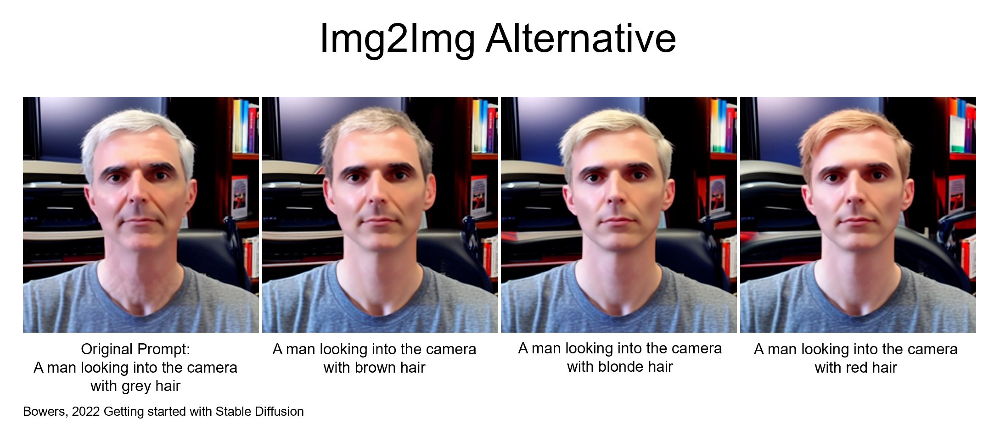 Img2Img Alternative
Original Prompt:
A man looking into the camera
with grey hair
A man looking into the camera
with brown hair
A man looking into the camera
with blonde hair
A man looking into the camera
with red hair
Bowers, 2022 Getting started with Stable Diffusion